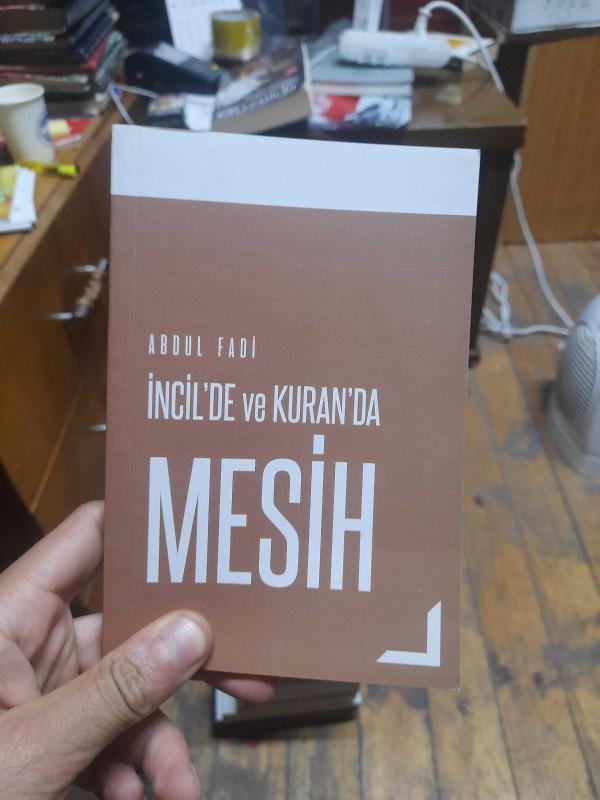 ABDUL FADİ
İNCİL'DE ve KURAN'DA
MESİH